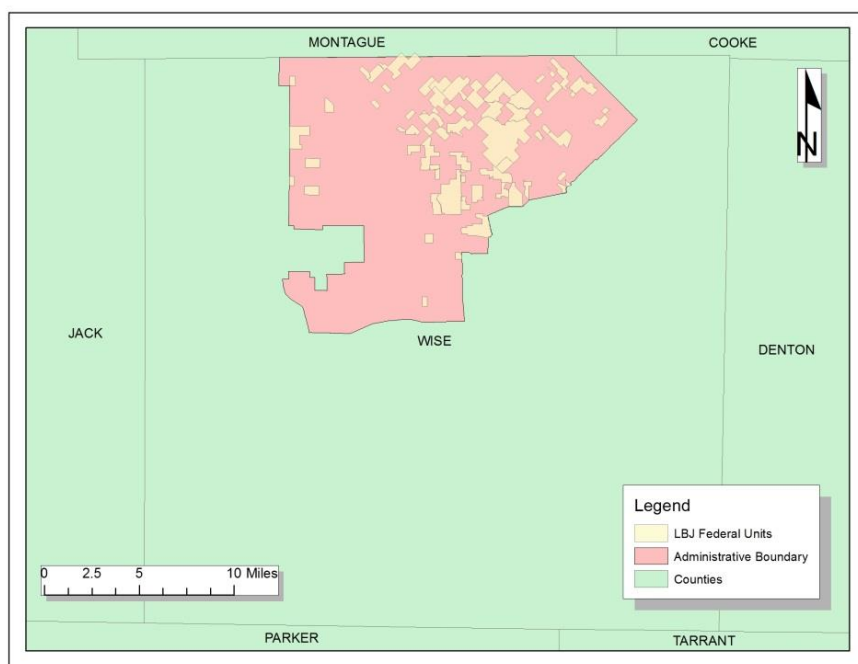 MONTAGUE
COOKE
N
JACK
WISE
DENTON
Legend
LBJ Federal Units
Administrative Boundary
Counties
0 2.5 5 10 Miles
PARKER
TARRANT